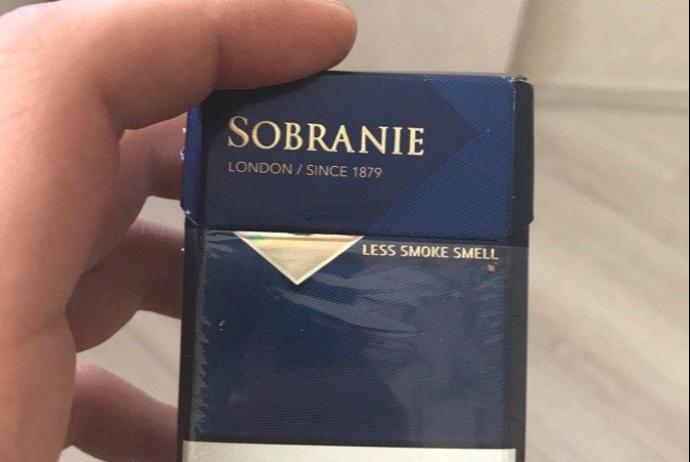 SOBRANIE
LONDON / SINCE 1879
LESS SMOKE SMELL